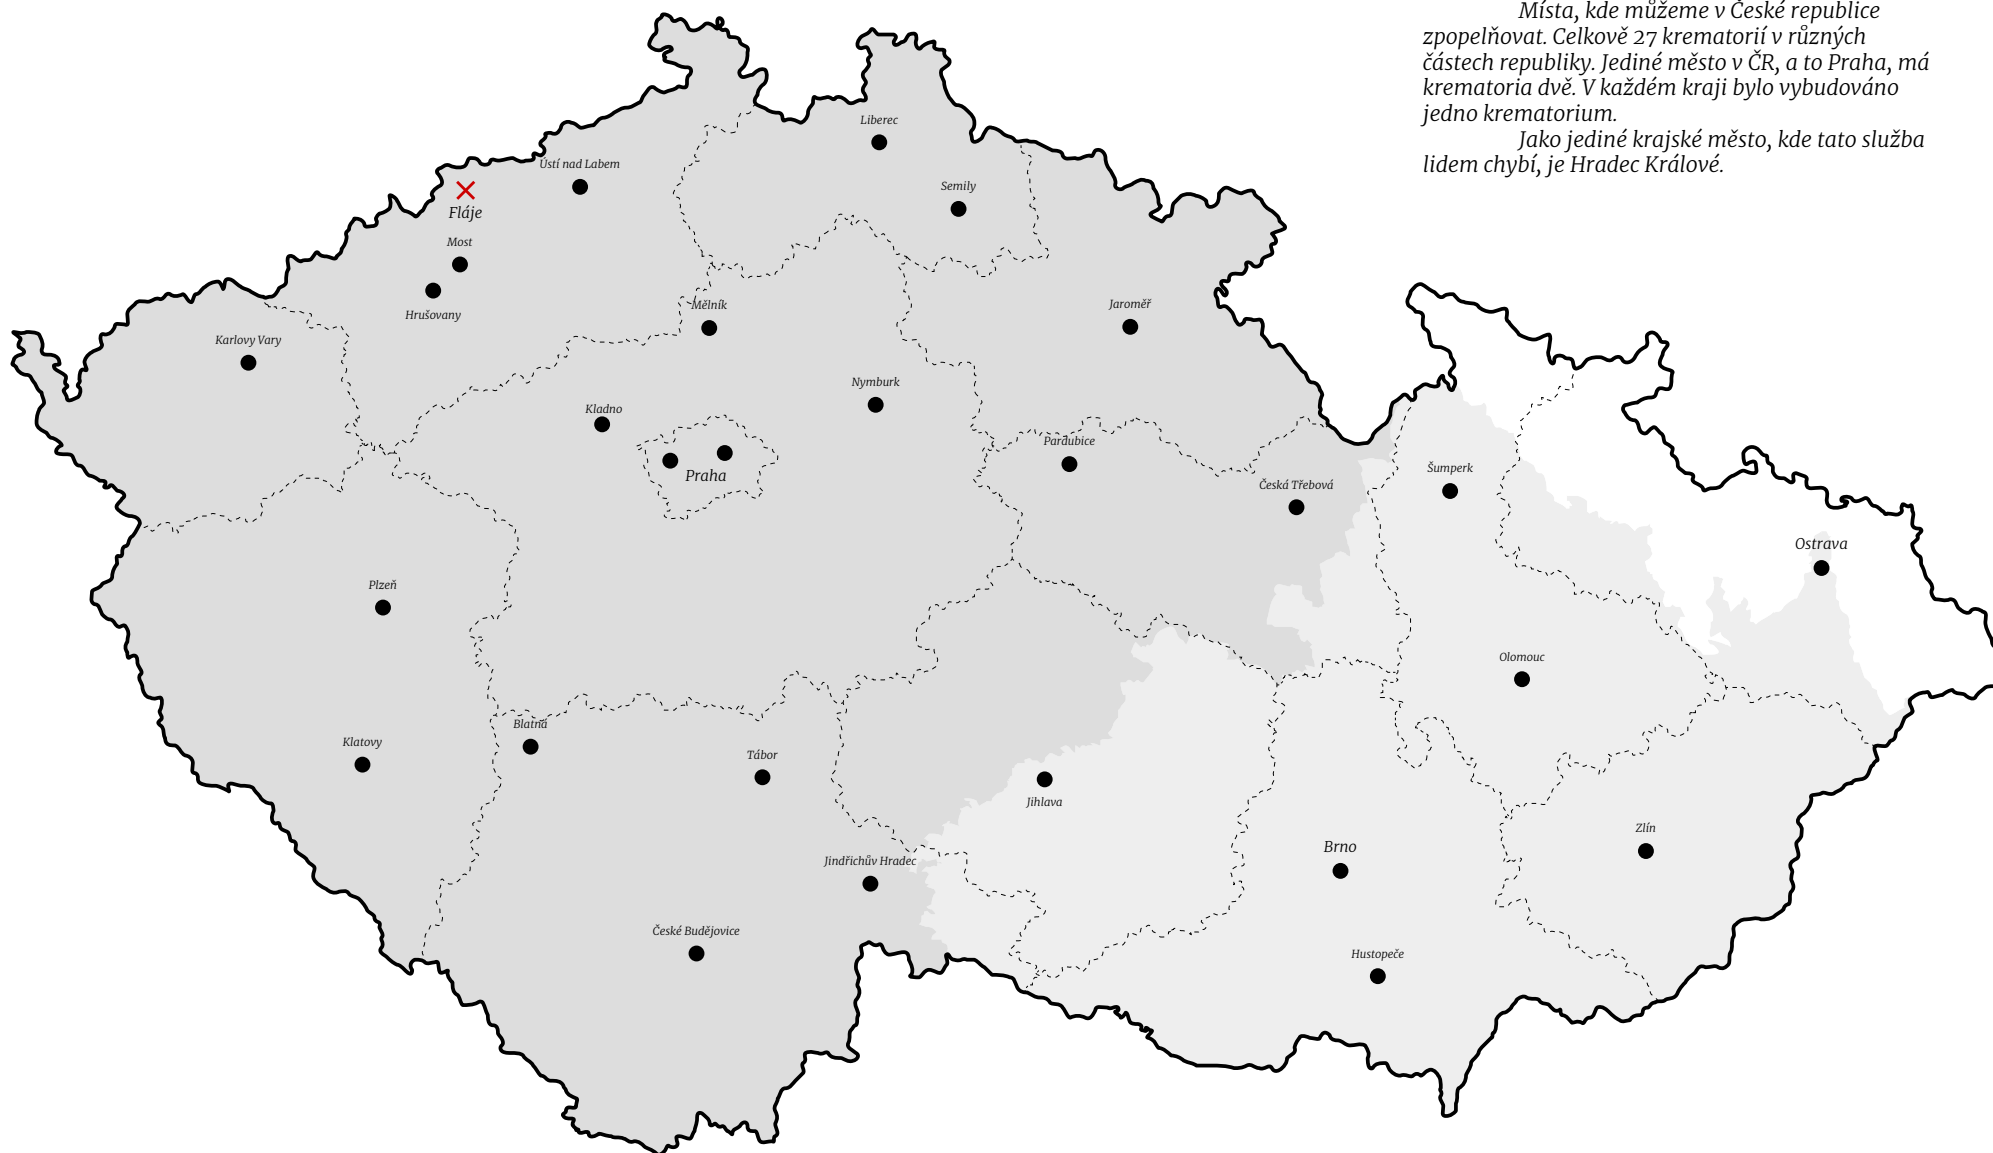 Místa, kde můžeme v České republice
zpopelňovat. Celkově 27 krematorií v různých
částech republiky. Jediné město v ČR, a to Praha, má
krematoria dvě. V každém kraji bylo vybudováno
jedno krematorium.
Jako jediné krajské město, kde tato služba
lidem chybí, je Hradec Králové.
Liberec
Ústí nad Labem
Semily
Fláje
Most
Hrušovany
Mělník
Jaroměř
Karlovy Vary
Nymburk
Kladno
Pardubice
Praha
Šumperk
Česká Třebová
Ostrava
Plzeň
Olomouc
Blatná
Klatovy
Tábor
Jihlava
Zlín
Brno
Jindřichův Hradec
České Budějovice
Hustopeče